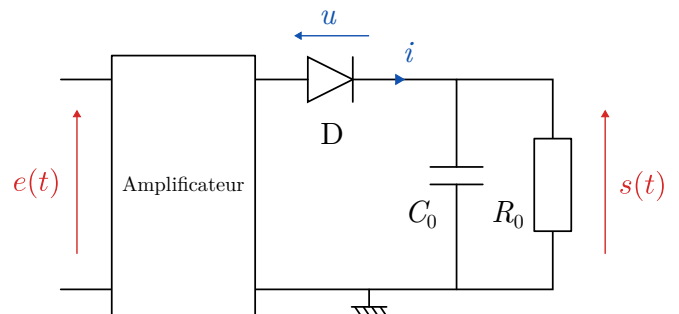 u
i
D
e(t)
Amplificateur
C₀
R₀
s(t)